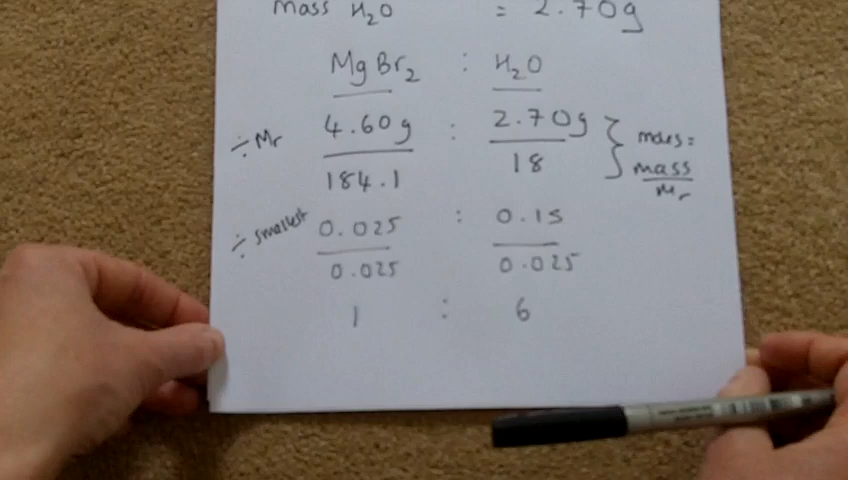 mass H₂O = 2.70g
MgBr₂ : H₂O
÷ Mr 4.60g : 2.70g } moles =
184.1 18 mass
Mr
÷ smallest 0.025 : 0.15
0.025 0.025
1 : 6